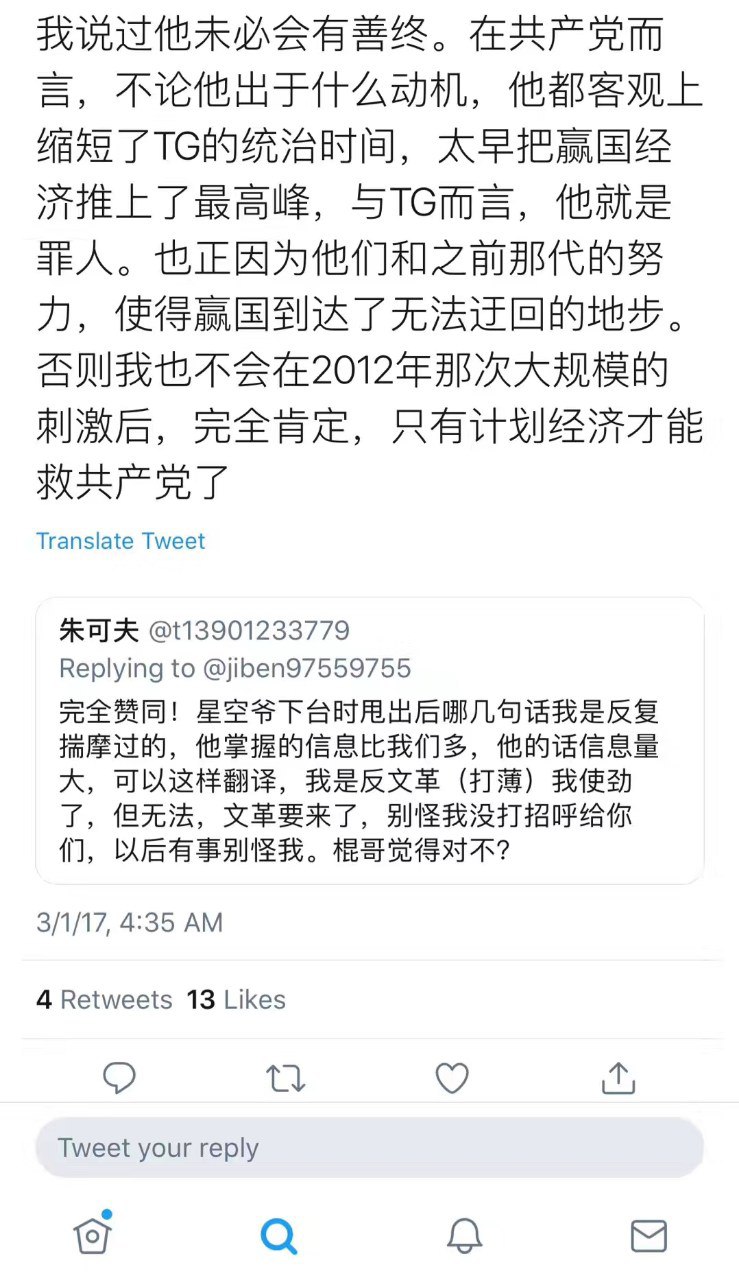 我说过他未必会有善终。在共产党而
言，不论他出于什么动机，他都客观上
缩短了TG的统治时间，太早把赢国经
济推上了最高峰，与TG而言，他就是
罪人。也正因为他们和之前那代的努
力，使得赢国到达了无法迂回的地步。
否则我也不会在2012年那次大规模的
刺激后，完全肯定，只有计划经济才能
救共产党了
Translate Tweet
朱可夫 @t13901233779
Replying to @jiben97559755
完全赞同！星空爷下台时甩出后哪几句话我是反复
揣摩过的，他掌握的信息比我们多，他的话信息量
大，可以这样翻译，我是反文革（打薄）我使劲
了，但无法，文革要来了，别怪我没打招呼给你
们，以后有事别怪我。棍哥觉得对不？
3/1/17, 4:35 AM
4 Retweets 13 Likes
Tweet your reply